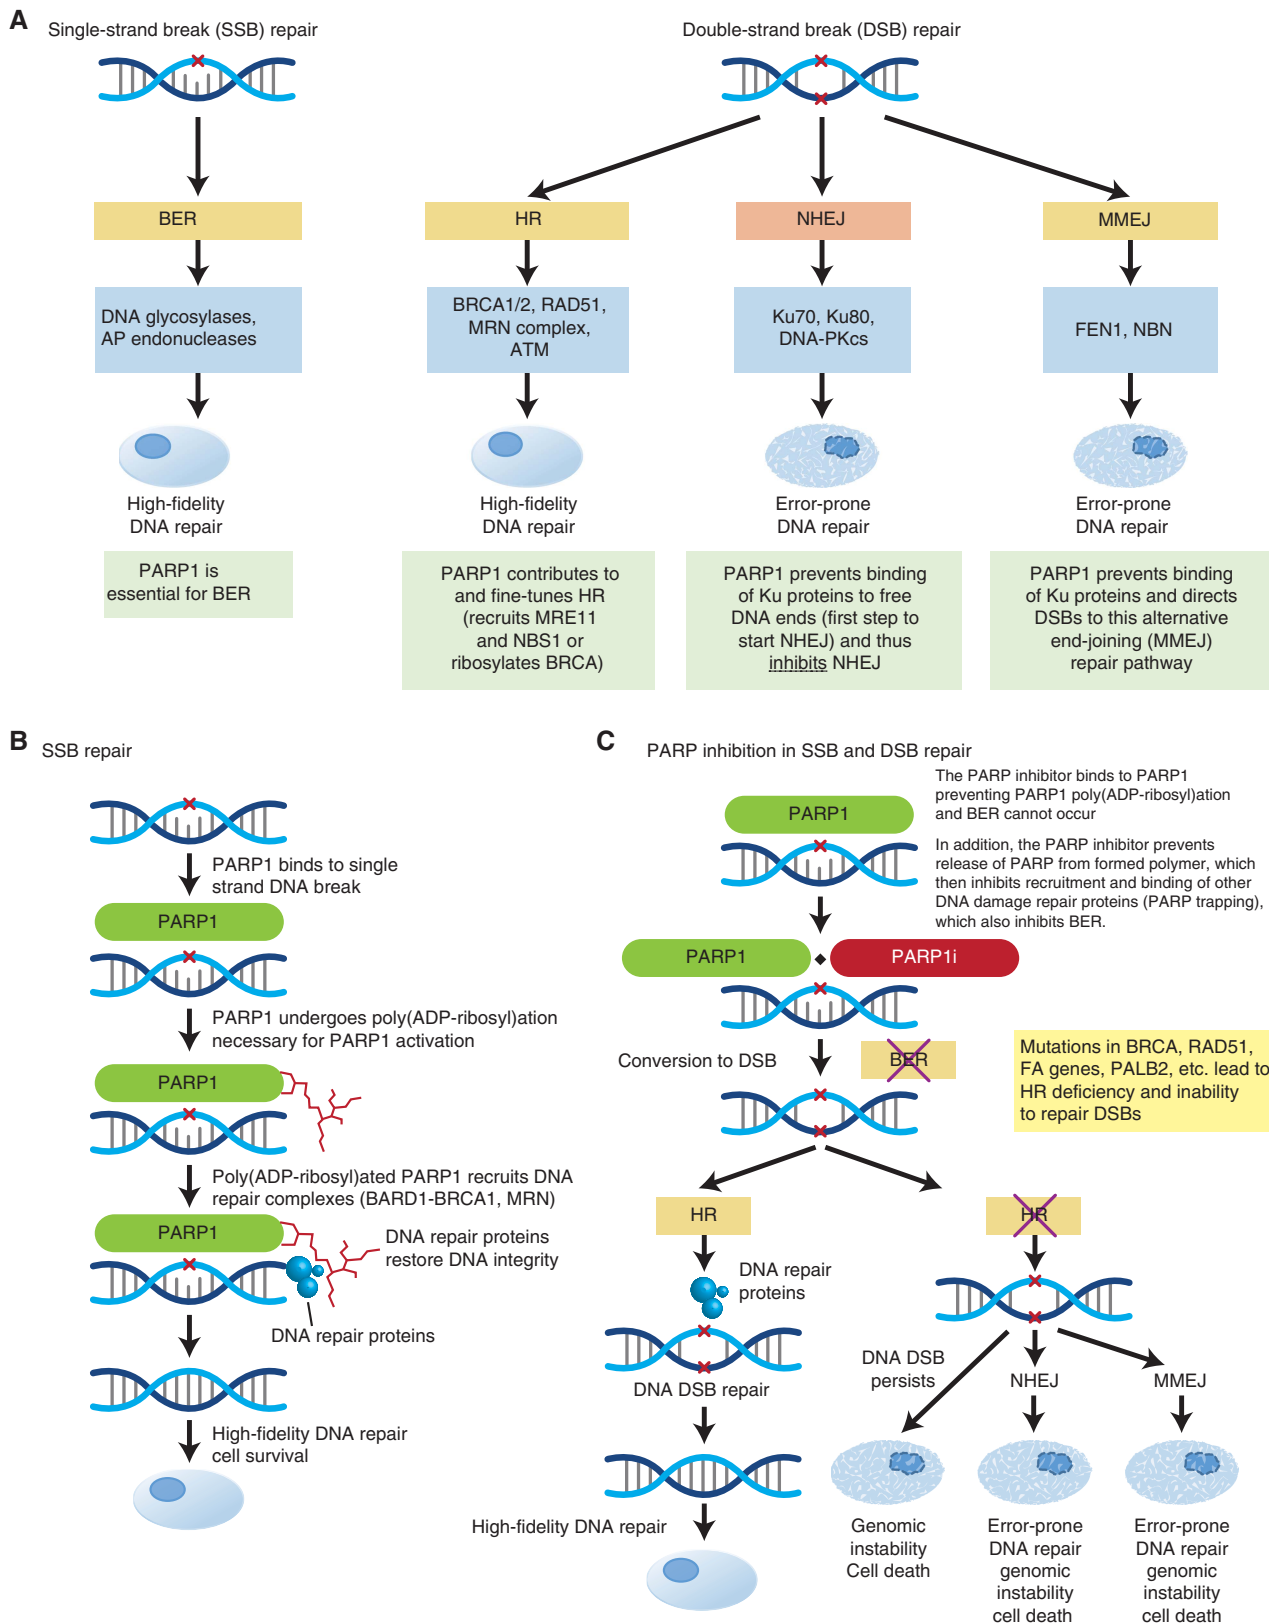 A
Single-strand break (SSB) repair
Double-strand break (DSB) repair
BER
HR
NHEJ
MMEJ
DNA glycosylases,
AP endonucleases
BRCA1/2, RAD51,
MRN complex,
ATM
Ku70, Ku80,
DNA-PKcs
FEN1, NBN
High-fidelity
DNA repair
High-fidelity
DNA repair
Error-prone
DNA repair
Error-prone
DNA repair
PARP1 is
essential for BER
PARP1 contributes to
and fine-tunes HR
(recruits MRE11
and NBS1 or
ribosylates BRCA)
PARP1 prevents binding
of Ku proteins to free
DNA ends (first step to
start NHEJ) and thus
inhibits NHEJ
PARP1 prevents binding
of Ku proteins and directs
DSBs to this alternative
end-joining (MMEJ)
repair pathway
B
SSB repair
PARP1 binds to single
strand DNA break
PARP1
PARP1 undergoes poly(ADP-ribosyl)ation
necessary for PARP1 activation
PARP1
Poly(ADP-ribosyl)ated PARP1 recruits DNA
repair complexes (BARD1-BRCA1, MRN)
PARP1
DNA repair proteins
restore DNA integrity
DNA repair proteins
High-fidelity DNA repair
cell survival
C
PARP inhibition in SSB and DSB repair
PARP1
The PARP inhibitor binds to PARP1
preventing PARP1 poly(ADP-ribosyl)ation
and BER cannot occur
In addition, the PARP inhibitor prevents
release of PARP from formed polymer, which
then inhibits recruitment and binding of other
DNA damage repair proteins (PARP trapping),
which also inhibits BER.
PARP1
PARP1i
Conversion to DSB
BER
Mutations in BRCA, RAD51,
FA genes, PALB2, etc. lead to
HR deficiency and inability
to repair DSBs
HR
HR
DNA repair
proteins
DNA DSB repair
DNA DSB
persists
NHEJ
MMEJ
High-fidelity DNA repair
Genomic
instability
Cell death
Error-prone
DNA repair
genomic
instability
cell death
Error-prone
DNA repair
genomic
instability
cell death